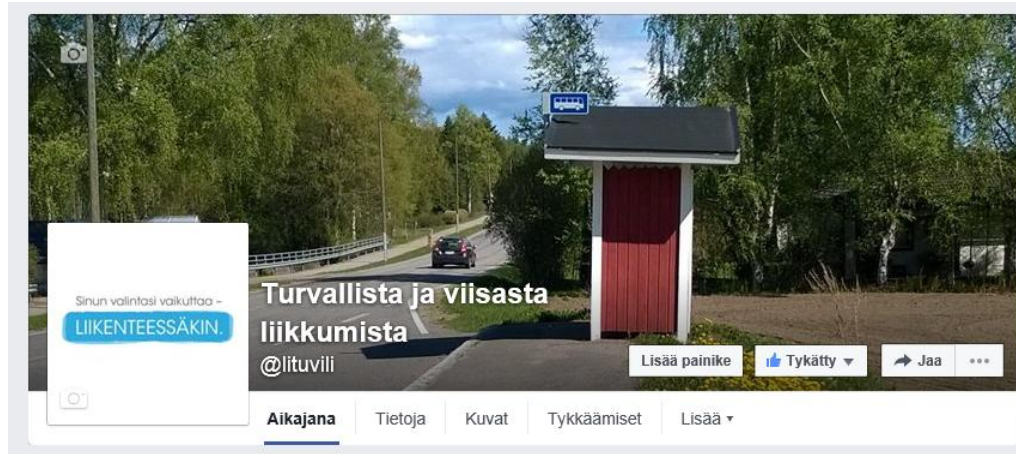 Sinun valintasi vaikuttaa –
LIIKENTEESSÄKIN.
Turvallista ja viisasta
liikkumista
@lituvili
Lisää painike
Tykätty
Jaa
Aikajana
Tietoja
Kuvat
Tykkäämiset
Lisää